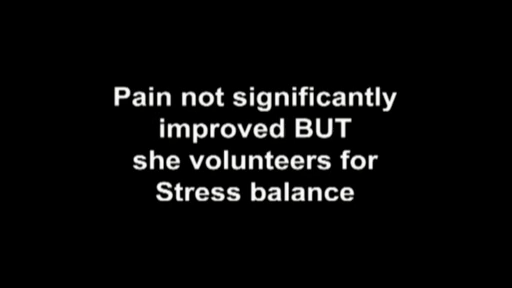 Pain not significantly
improved BUT
she volunteers for
Stress balance